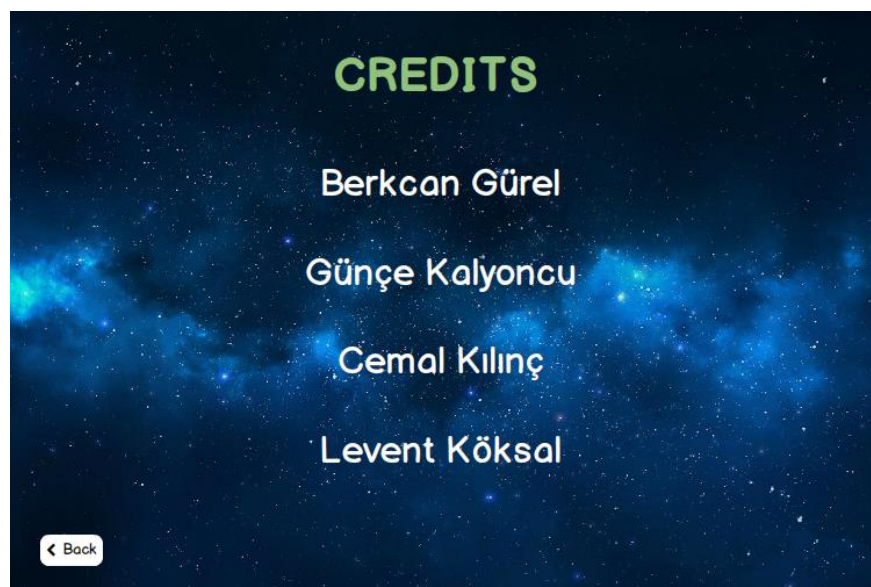 CREDITS
Berkcan Gürel
Günçe Kalyoncu
Cemal Kılınç
Levent Köksal
Back